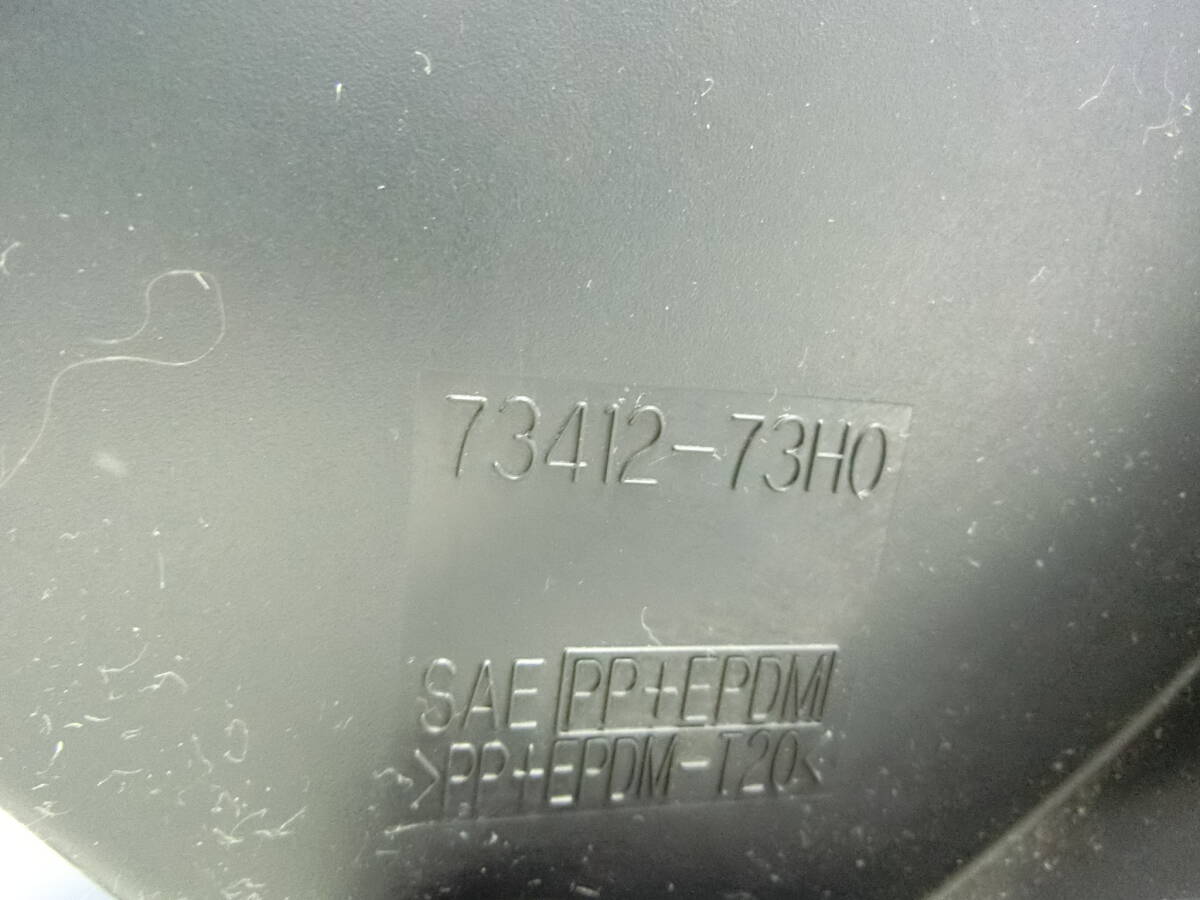 73412-73H0
SAE PP+EPDM
>PP+EPDM-T20<